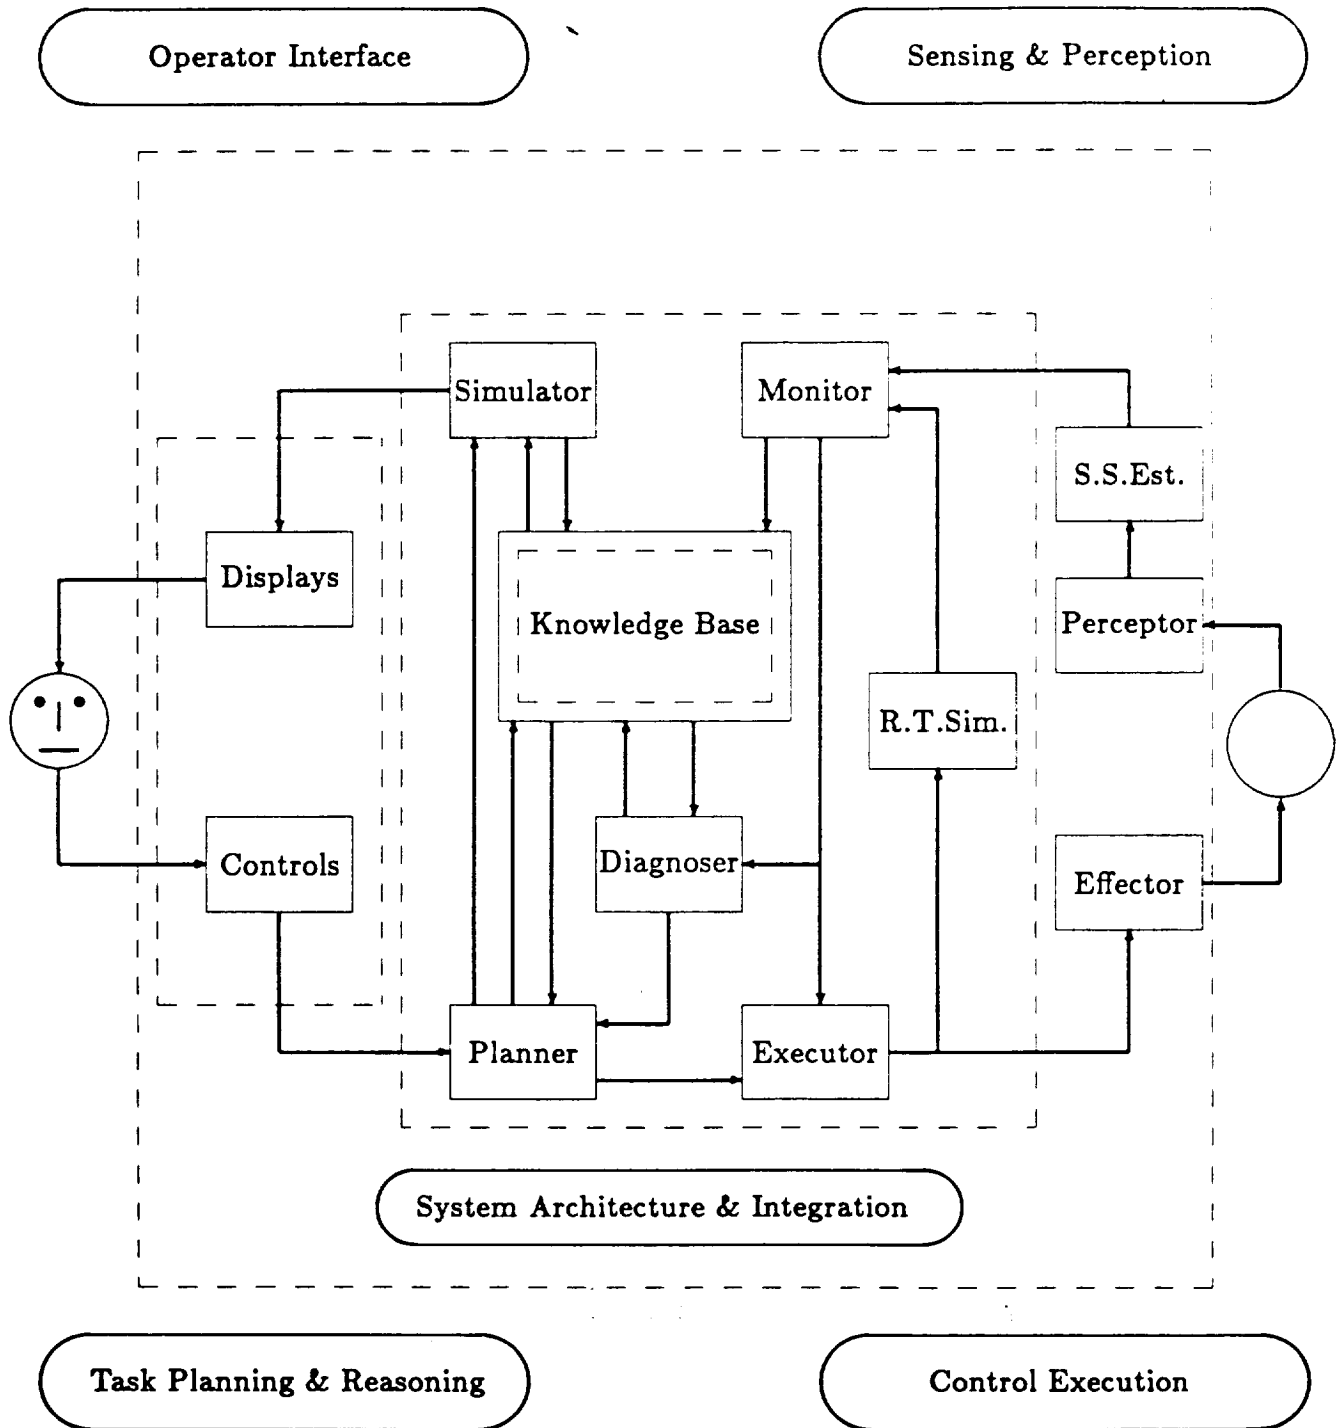 Operator Interface
Sensing & Perception
Simulator
Monitor
S.S.Est.
Displays
Knowledge Base
Perceptor
R.T.Sim.
Controls
Diagnoser
Effector
Planner
Executor
System Architecture & Integration
Task Planning & Reasoning
Control Execution